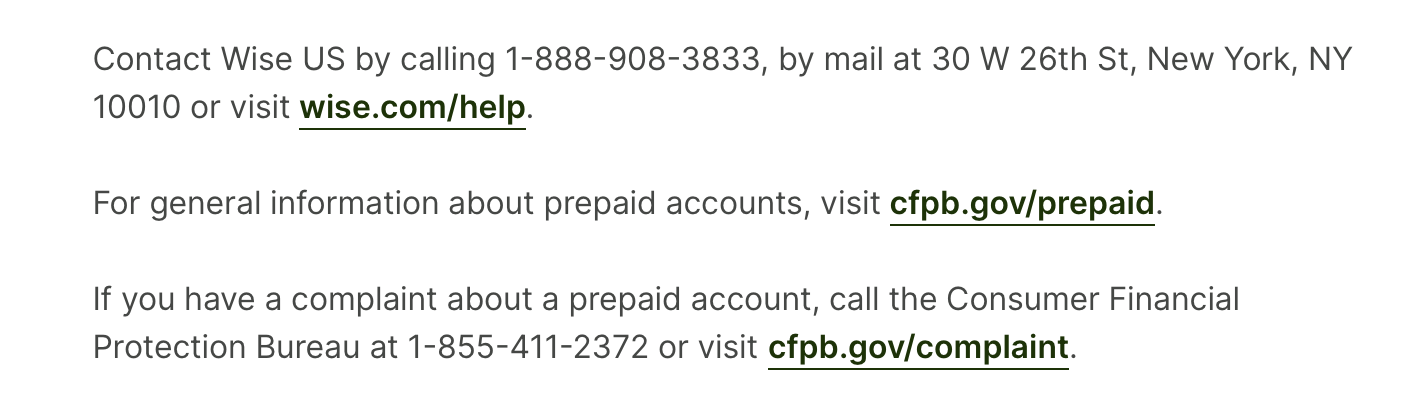 Contact Wise US by calling 1-888-908-3833, by mail at 30 W 26th St, New York, NY
10010 or visit wise.com/help.
For general information about prepaid accounts, visit cfpb.gov/prepaid.
If you have a complaint about a prepaid account, call the Consumer Financial
Protection Bureau at 1-855-411-2372 or visit cfpb.gov/complaint.